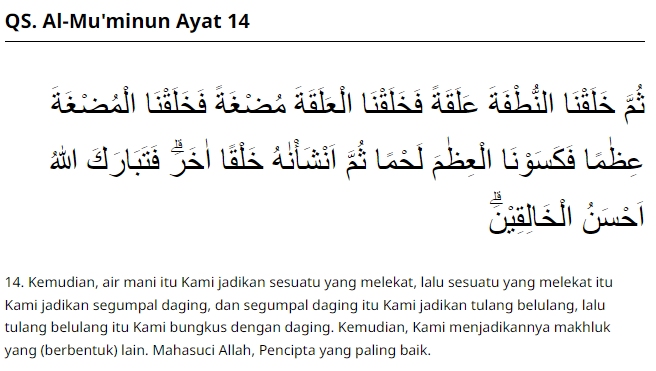 QS. Al-Mu'minun Ayat 14
ثُمَّ خَلَقْنَا النُّطْفَةَ عَلَقَةً فَخَلَقْنَا الْعَلَقَةَ مُضْغَةً فَخَلَقْنَا الْمُضْغَةَ
عِظٰمًا فَكَسَوْنَا الْعِظٰمَ لَحْمًا ثُمَّ اَنْشَأْنٰهُ خَلْقًا اٰخَرَۗ فَتَبَارَكَ اللّٰهُ
اَحْسَنُ الْخَالِقِيْنَۗ
14. Kemudian, air mani itu Kami jadikan sesuatu yang melekat, lalu sesuatu yang melekat itu
Kami jadikan segumpal daging, dan segumpal daging itu Kami jadikan tulang belulang, lalu
tulang belulang itu Kami bungkus dengan daging. Kemudian, Kami menjadikannya makhluk
yang (berbentuk) lain. Mahasuci Allah, Pencipta yang paling baik.